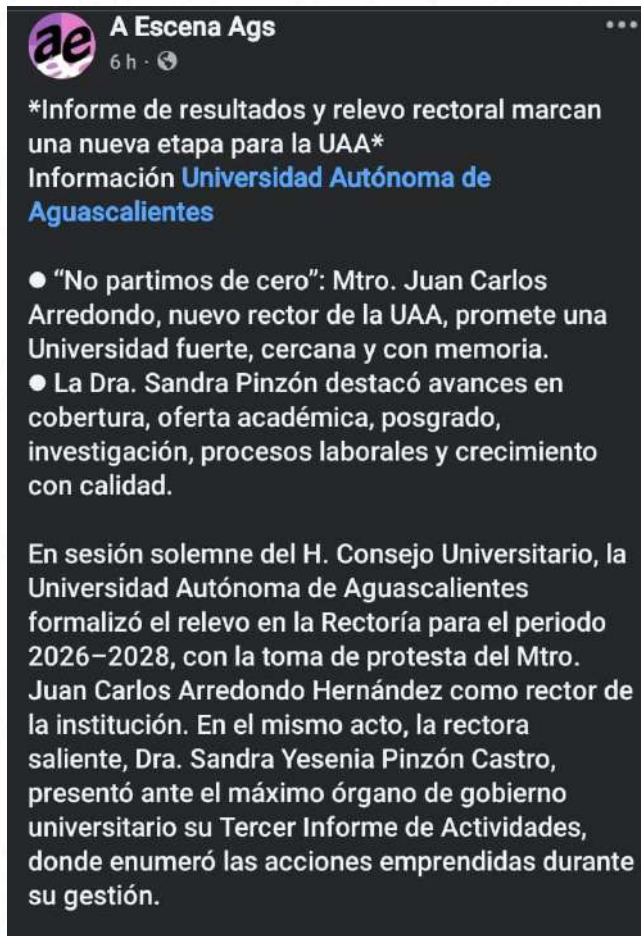 ae
A Escena Ags
6 h ·
*Informe de resultados y relevo rectoral marcan
una nueva etapa para la UAA*
Información Universidad Autónoma de
Aguascalientes
● “No partimos de cero”: Mtro. Juan Carlos
Arredondo, nuevo rector de la UAA, promete una
Universidad fuerte, cercana y con memoria.
● La Dra. Sandra Pinzón destacó avances en
cobertura, oferta académica, posgrado,
investigación, procesos laborales y crecimiento
con calidad.
En sesión solemne del H. Consejo Universitario, la
Universidad Autónoma de Aguascalientes
formalizó el relevo en la Rectoría para el periodo
2026–2028, con la toma de protesta del Mtro.
Juan Carlos Arredondo Hernández como rector de
la institución. En el mismo acto, la rectora
saliente, Dra. Sandra Yesenia Pinzón Castro,
presentó ante el máximo órgano de gobierno
universitario su Tercer Informe de Actividades,
donde enumeró las acciones emprendidas durante
su gestión.